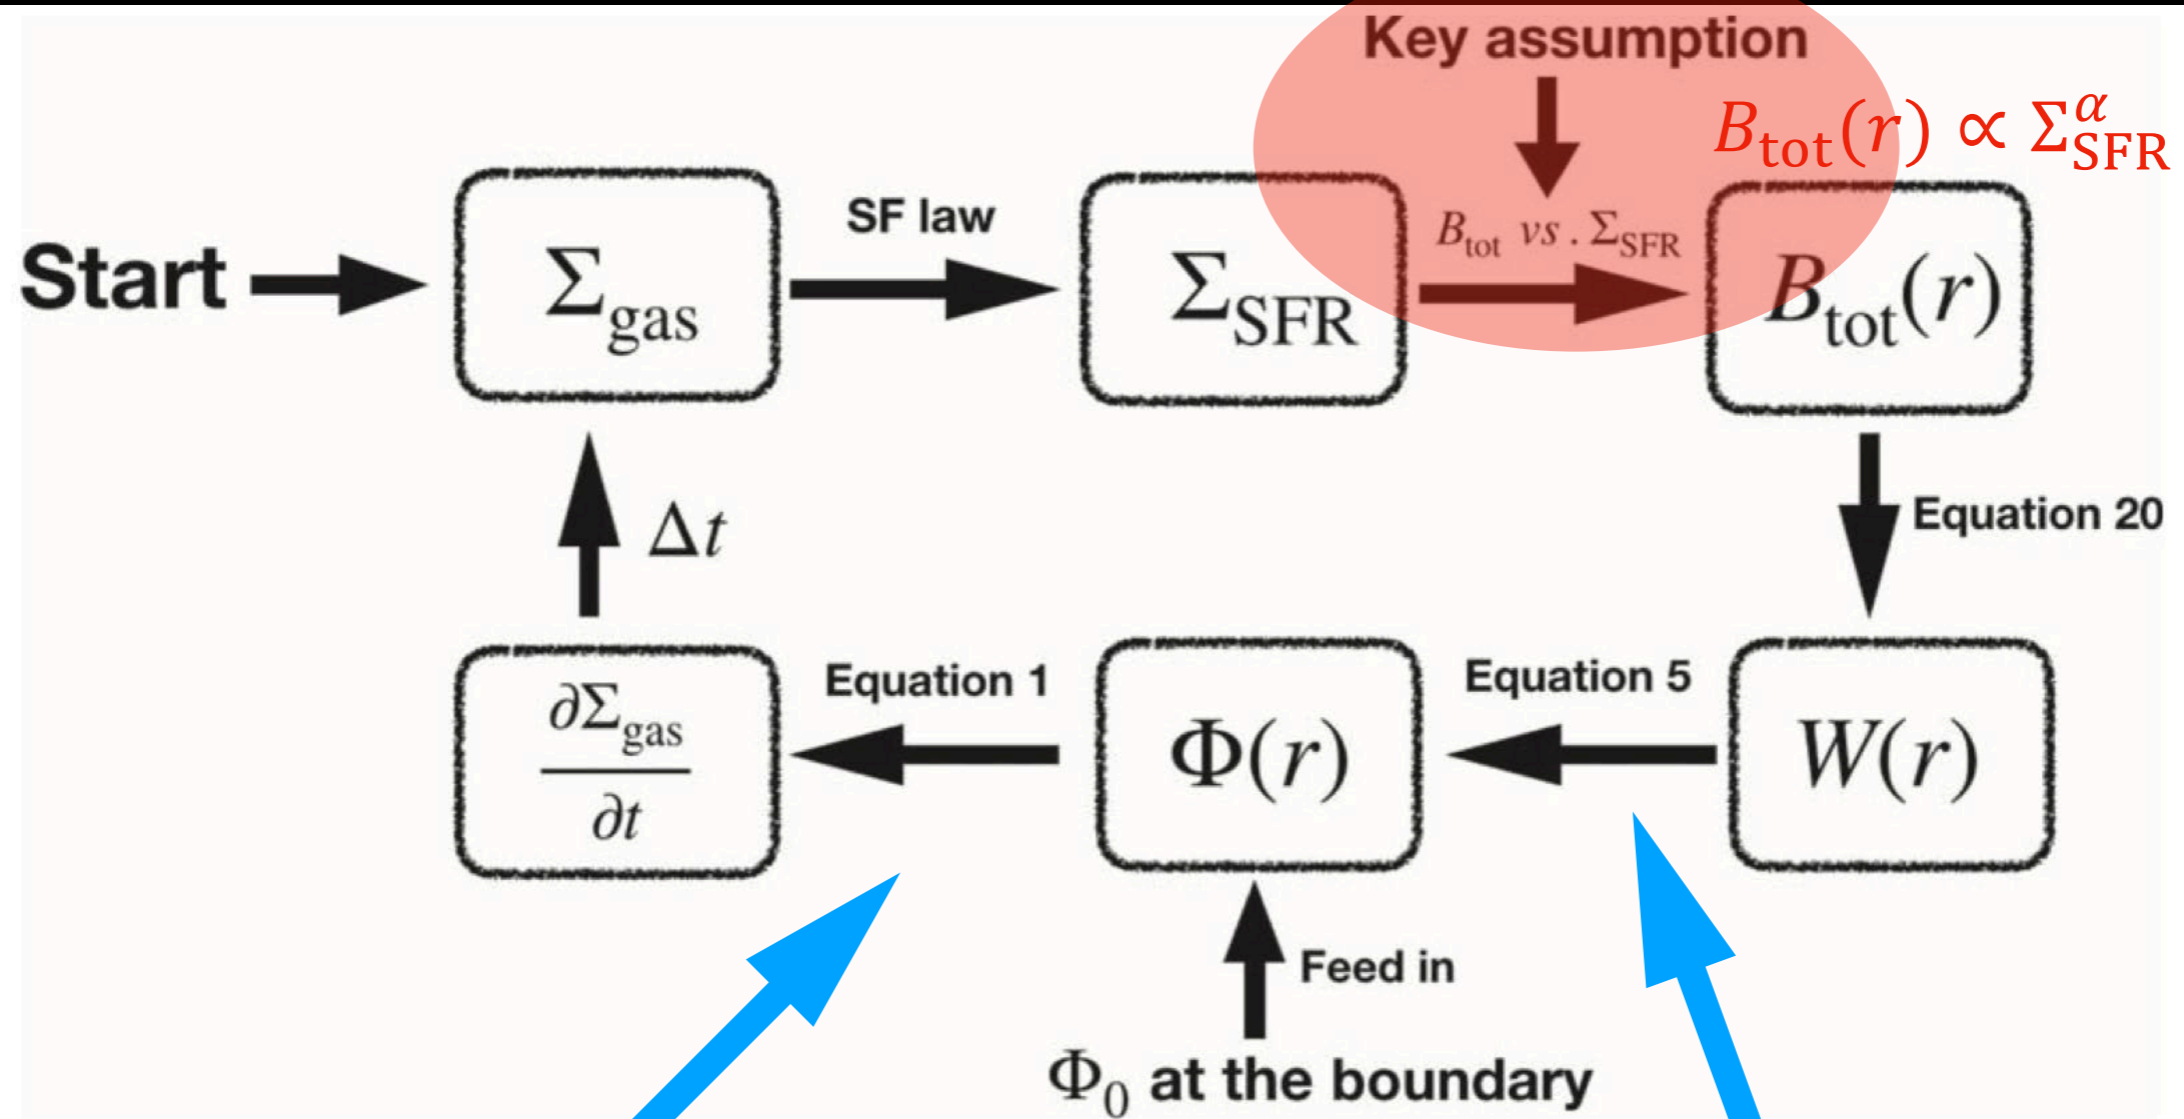 Key assumption
B_tot(r) ∝ Σ_SFR^α
SF law
B_tot vs. Σ_SFR
Start
Σ_gas
Σ_SFR
B_tot(r)
Equation 20
Δt
Equation 1
Equation 5
∂Σ_gas
∂t
Φ(r)
W(r)
Feed in
Φ_0 at the boundary